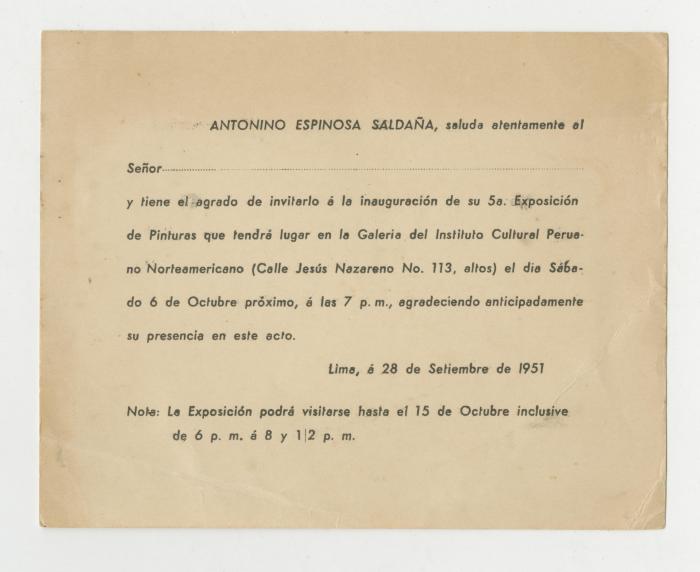 ANTONINO ESPINOSA SALDAÑA, saluda atentamente al
Señor
y tiene el agrado de invitarlo á la inauguración de su 5a. Exposición
de Pinturas que tendrá lugar en la Galeria del Instituto Cultural Perua-
no Norteamericano (Calle Jesús Nazareno No. 113, altos) el dia Sába-
do 6 de Octubre próximo, á las 7 p. m., agradeciendo anticipadamente
su presencia en este acto.
Lima, á 28 de Setiembre de 1951
Nota: La Exposición podrá visitarse hasta el 15 de Octubre inclusive
de 6 p. m. á 8 y 1|2 p. m.